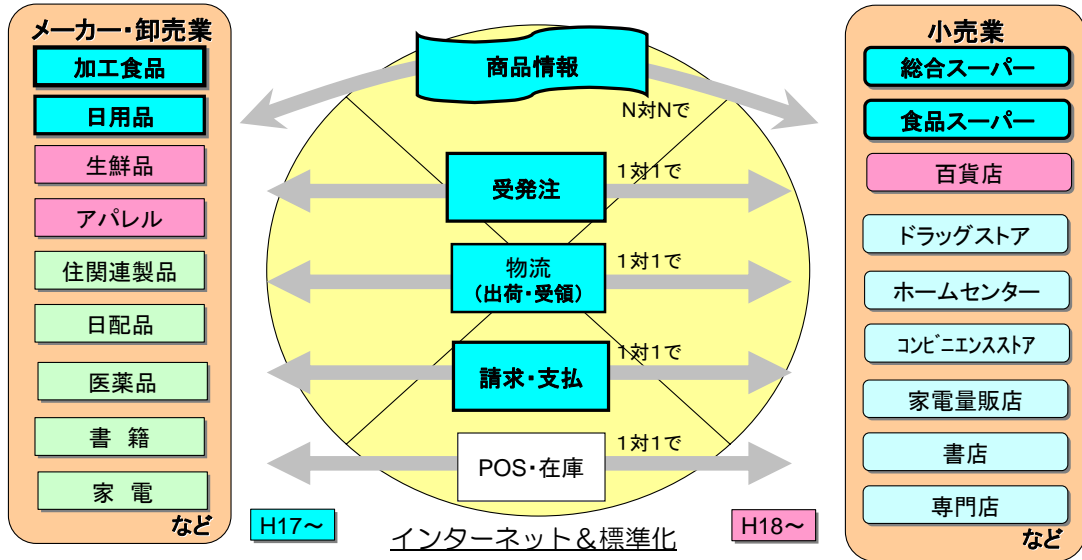 メーカー・卸売業
加工食品
日用品
生鮮品
アパレル
住関連製品
日配品
医薬品
書 籍
家 電
など
商品情報
N対Nで
受発注
1対1で
物流
(出荷・受領)
1対1で
請求・支払
1対1で
POS・在庫
1対1で
H17～
インターネット＆標準化
H18～
小売業
総合スーパー
食品スーパー
百貨店
ドラッグストア
ホームセンター
コンビニエンスストア
家電量販店
書店
専門店
など